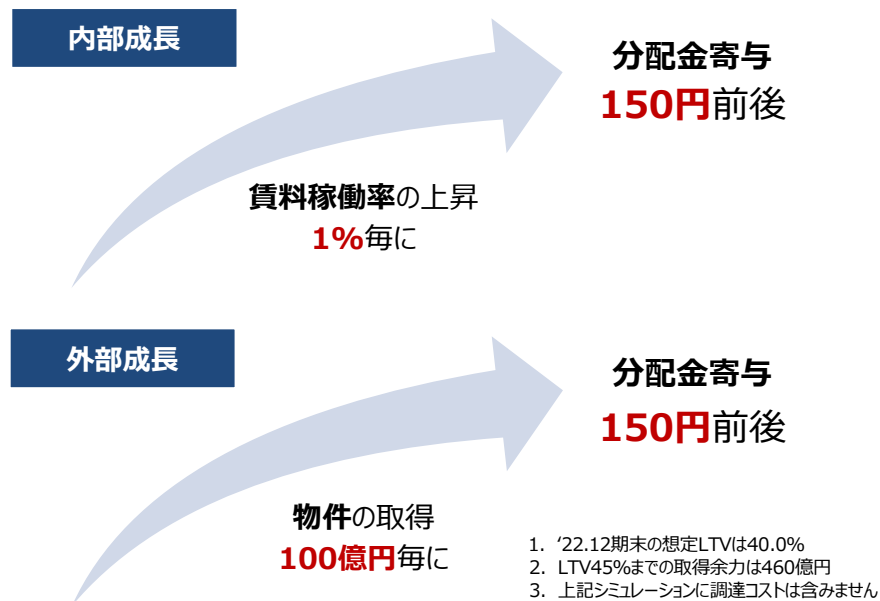 内部成長
分配金寄与
150円前後
賃料稼働率の上昇
1%毎に
外部成長
分配金寄与
150円前後
物件の取得
100億円毎に
1. ‘22.12期末の想定LTVは40.0%
2. LTV45%までの取得余力は460億円
3. 上記シミュレーションに調達コストは含みません